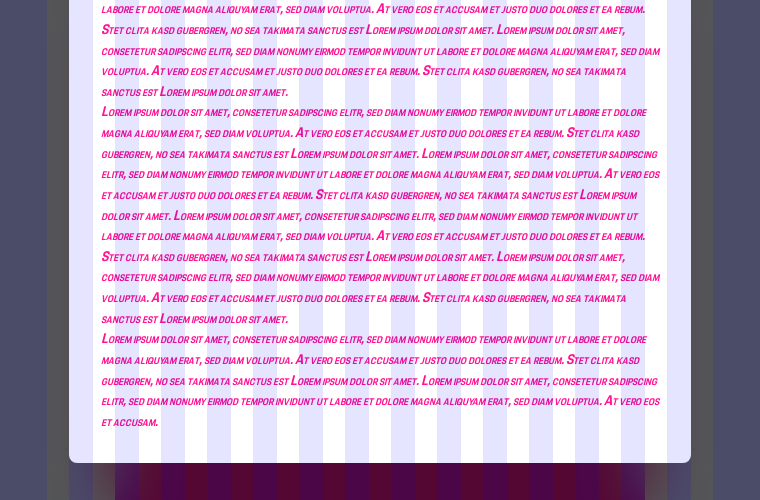 labore et dolore magna aliquyam erat, sed diam voluptua. At vero eos et accusam et justo duo dolores et ea rebum.
Stet clita kasd gubergren, no sea takimata sanctus est Lorem ipsum dolor sit amet. Lorem ipsum dolor sit amet,
consetetur sadipscing elitr, sed diam nonumy eirmod tempor invidunt ut labore et dolore magna aliquyam erat, sed diam
voluptua. At vero eos et accusam et justo duo dolores et ea rebum. Stet clita kasd gubergren, no sea takimata
sanctus est Lorem ipsum dolor sit amet.
Lorem ipsum dolor sit amet, consetetur sadipscing elitr, sed diam nonumy eirmod tempor invidunt ut labore et dolore
magna aliquyam erat, sed diam voluptua. At vero eos et accusam et justo duo dolores et ea rebum. Stet clita kasd
gubergren, no sea takimata sanctus est Lorem ipsum dolor sit amet. Lorem ipsum dolor sit amet, consetetur sadipscing
elitr, sed diam nonumy eirmod tempor invidunt ut labore et dolore magna aliquyam erat, sed diam voluptua. At vero eos
et accusam et justo duo dolores et ea rebum. Stet clita kasd gubergren, no sea takimata sanctus est Lorem ipsum
dolor sit amet. Lorem ipsum dolor sit amet, consetetur sadipscing elitr, sed diam nonumy eirmod tempor invidunt ut
labore et dolore magna aliquyam erat, sed diam voluptua. At vero eos et accusam et justo duo dolores et ea rebum.
Stet clita kasd gubergren, no sea takimata sanctus est Lorem ipsum dolor sit amet. Lorem ipsum dolor sit amet,
consetetur sadipscing elitr, sed diam nonumy eirmod tempor invidunt ut labore et dolore magna aliquyam erat, sed diam
voluptua. At vero eos et accusam et justo duo dolores et ea rebum. Stet clita kasd gubergren, no sea takimata
sanctus est Lorem ipsum dolor sit amet.
Lorem ipsum dolor sit amet, consetetur sadipscing elitr, sed diam nonumy eirmod tempor invidunt ut labore et dolore
magna aliquyam erat, sed diam voluptua. At vero eos et accusam et justo duo dolores et ea rebum. Stet clita kasd
gubergren, no sea takimata sanctus est Lorem ipsum dolor sit amet. Lorem ipsum dolor sit amet, consetetur sadipscing
elitr, sed diam nonumy eirmod tempor invidunt ut labore et dolore magna aliquyam erat, sed diam voluptua. At vero eos
et accusam.